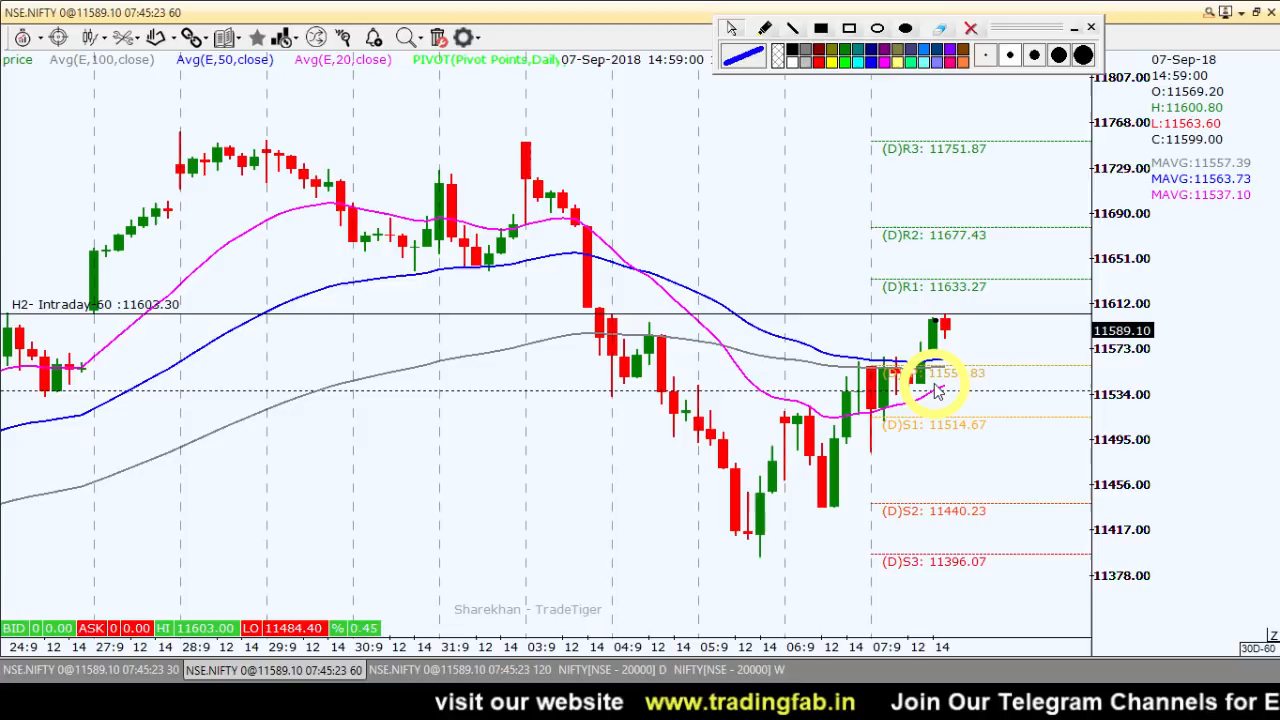 NSE.NIFTY 0@11589.10 07:45:23 60
price Avg(E,100,close) Avg(E,50,close) Avg(E,20,close) PIVOT(Pivot Points,Daily, 07-Sep-2018 14:59:00
07-Sep-18
14:59:00
O:11569.20
H:11600.80
L:11563.60
C:11599.00
MAVG:11557.39
MAVG:11563.73
MAVG:11537.10
11807.00
11768.00
11729.00
11690.00
11651.00
11612.00
11589.10
11573.00
11534.00
11495.00
11456.00
11417.00
11378.00
(D)R3: 11751.87
(D)R2: 11677.43
(D)R1: 11633.27
H2- Intraday-60 :11603.30
(D)S1: 11514.67
(D)S2: 11440.23
(D)S3: 11396.07
Sharekhan - TradeTiger
BID 0 0.00 ASK 0 0.00 HI 11603.00 LO 11484.40 % 0.45
24:9 12 14 27:9 12 14 28:9 12 14 29:9 12 14 30:9 12 14 31:9 12 14 03:9 12 14 04:9 12 14 05:9 12 14 06:9 12 14 07:9 12 14
Z
30D-60
NSE.NIFTY 0@11589.10 07:45:23 30 NSE.NIFTY 0@11589.10 07:45:23 60 NSE.NIFTY 0@11589.10 07:45:23 120 NIFTY[NSE - 20000] D NIFTY[NSE - 20000] W
visit our website www.tradingfab.in Join Our Telegram Channels for E